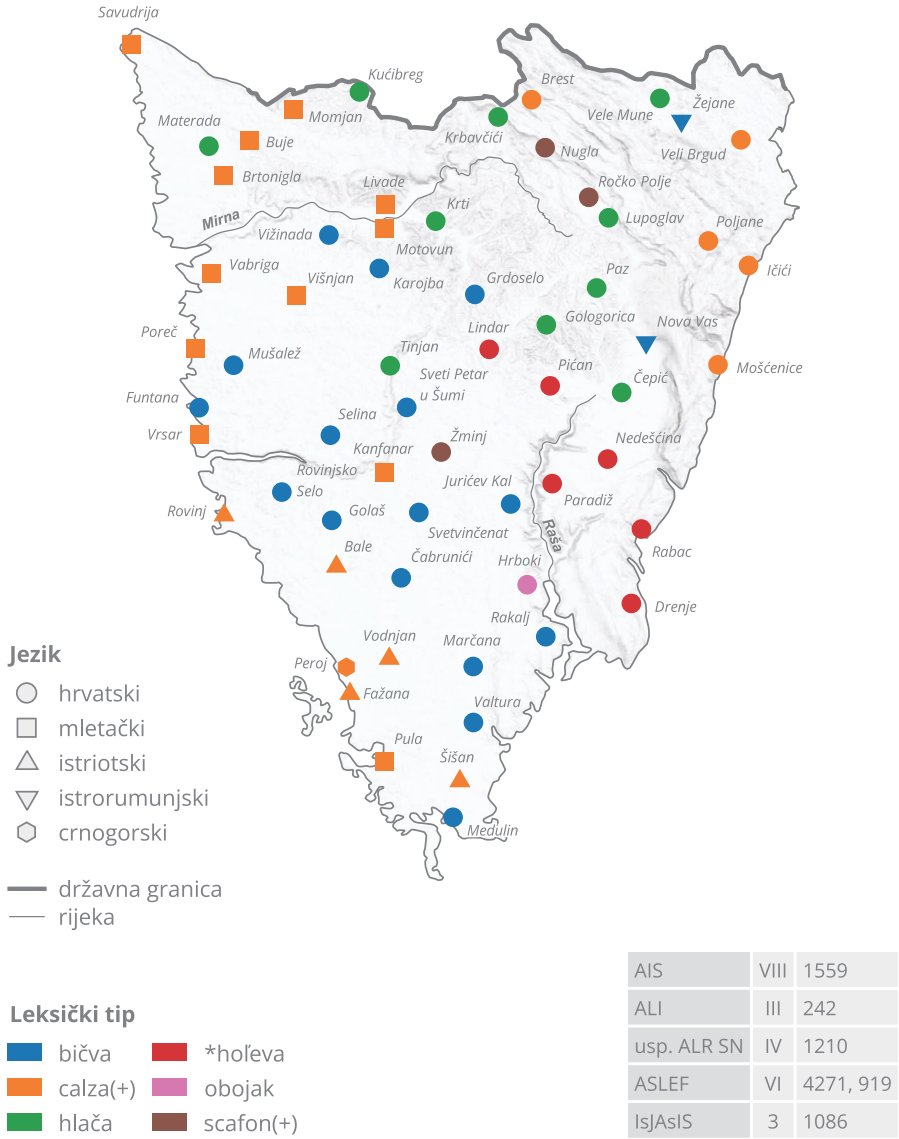 Savudrija
Kućibreg
Brest
Momjan
Vele Mune
Žejane
Materada
Buje
Krbavčići
Nugla
Veli Brgud
Brtonigla
Livade
Ročko Polje
Mirna
Krti
Lupoglav
Poljane
Vižinada
Motovun
Vabriga
Višnjan
Karojba
Grdoselo
Paz
Ičići
Gologorica
Nova Vas
Poreč
Mušalež
Lindar
Tinjan
Pićan
Mošćenice
Sveti Petar
u Šumi
Čepić
Funtana
Selina
Vrsar
Žminj
Nedešćina
Kanfanar
Rovinjsko
Selo
Jurićev Kal
Paradiž
Rovinj
Golaš
Svetvinčenat
Raša
Bale
Čabrunići
Hrboki
Rabac
Rakalj
Drenje
Vodnjan
Marčana
Peroj
Fažana
Valtura
Pula
Šišan
Medulin
Jezik
hrvatski
mletački
istriotski
istrorumunjski
crnogorski
državna granica
rijeka
Leksički tip
bičva
calza(+)
hlača
*hoľeva
obojak
scafon(+)
AIS VIII 1559
ALI III 242
usp. ALR SN IV 1210
ASLEF VI 4271, 919
IsJAsIS 3 1086